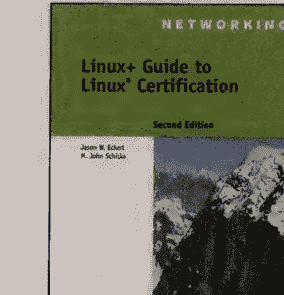 NETWORKING
Linux+ Guide to
Linux® Certification
Second Edition
Jason W. Eckert
M. John Schitka